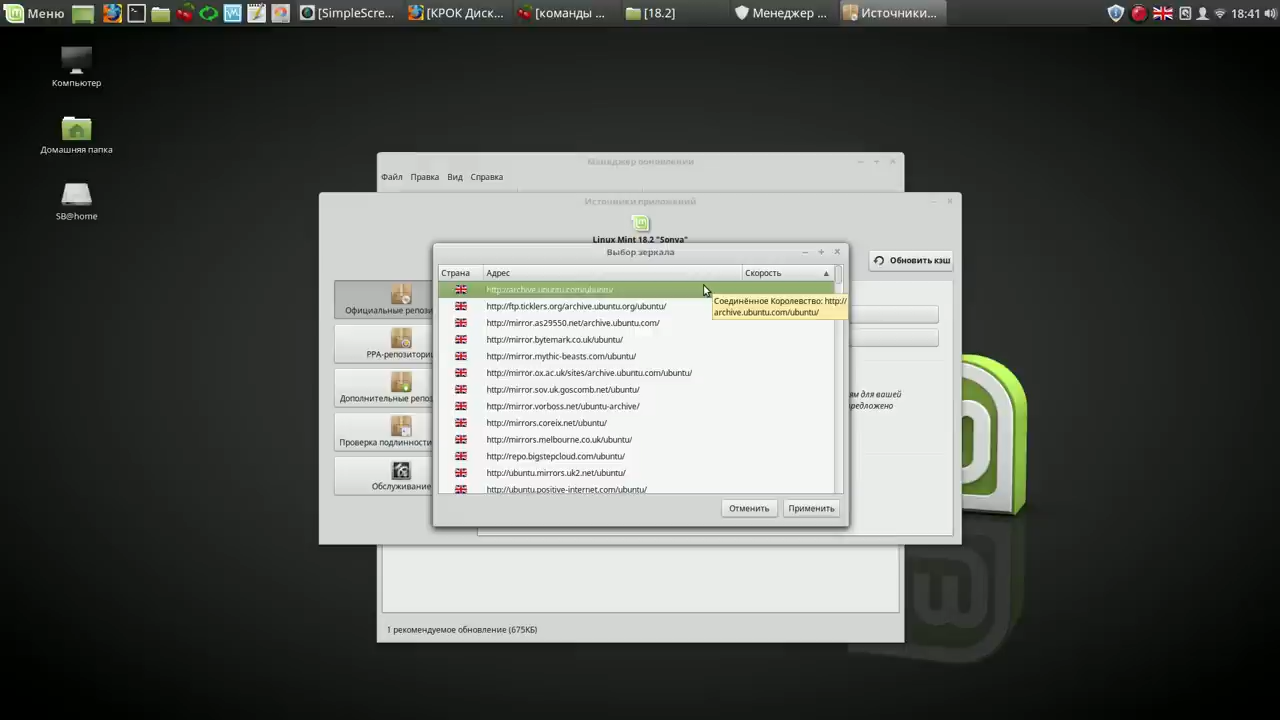 Меню
[SimpleScre...
[КРОК Диск...
[команды ...
[18.2]
Менеджер ...
Источники...
18:41
Компьютер
Домашняя папка
SB@home
Менеджер обновлений
Файл Правка Вид Справка
Источники приложений
Linux Mint 18.2 "Sonya"
Обновить кэш
Официальные репози
PPA-репозитори
Дополнительные репоз
Проверка подлинности
Обслуживание
Выбор зеркала
Страна Адрес Скорость
http://archive.ubuntu.com/ubuntu/
http://ftp.ticklers.org/archive.ubuntu.org/ubuntu/
http://mirror.as29550.net/archive.ubuntu.com/
http://mirror.bytemark.co.uk/ubuntu/
http://mirror.mythic-beasts.com/ubuntu/
http://mirror.ox.ac.uk/sites/archive.ubuntu.com/ubuntu/
http://mirror.sov.uk.goscomb.net/ubuntu/
http://mirror.vorboss.net/ubuntu-archive/
http://mirrors.coreix.net/ubuntu/
http://mirrors.melbourne.co.uk/ubuntu/
http://repo.bigstepcloud.com/ubuntu/
http://ubuntu.mirrors.uk2.net/ubuntu/
http://ubuntu.positive-internet.com/ubuntu/
Соединённое Королевство: http://
archive.ubuntu.com/ubuntu/
Отменить Применить
ям для вашей
редложено
1 рекомендуемое обновление (675КБ)